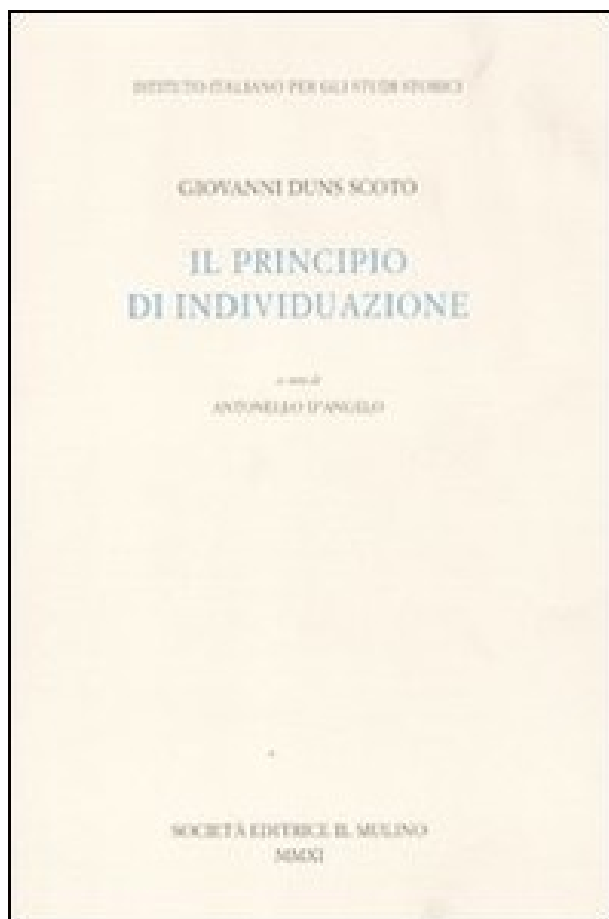 ISTITUTO ITALIANO PER GLI STUDI STORICI
GIOVANNI DUNS SCOTO
IL PRINCIPIO
DI INDIVIDUAZIONE
a cura di
ANTONELLO D'ANGELO
SOCIETÀ EDITRICE IL MULINO
MMXI